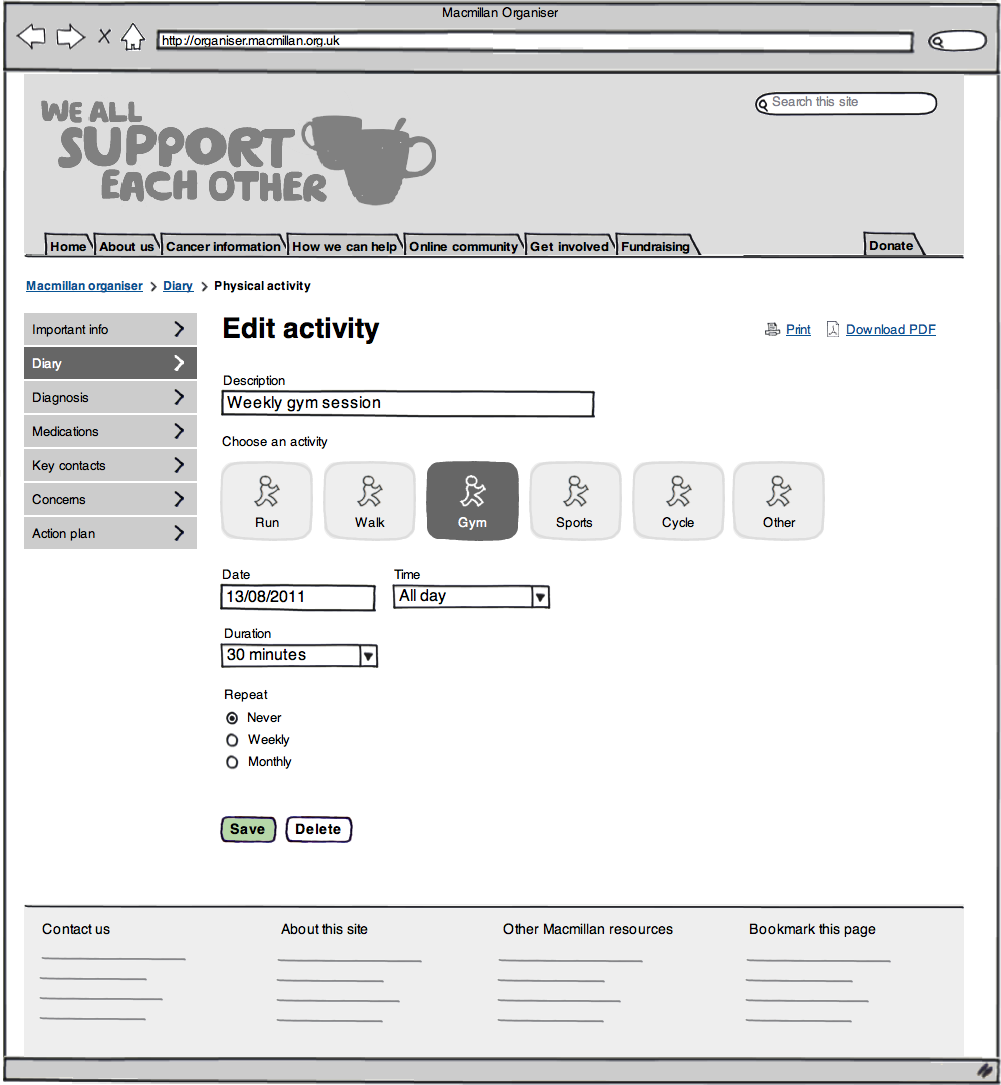 Macmillan Organiser
http://organiser.macmillan.org.uk
Search this site
WE ALL
SUPPORT
EACH OTHER
Home About us Cancer information How we can help Online community Get involved Fundraising Donate
Macmillan organiser > Diary > Physical activity
Important info
Diary
Diagnosis
Medications
Key contacts
Concerns
Action plan
Edit activity
Print Download PDF
Description
Weekly gym session
Choose an activity
Run Walk Gym Sports Cycle Other
Date Time
13/08/2011 All day
Duration
30 minutes
Repeat
Never
Weekly
Monthly
Save Delete
Contact us About this site Other Macmillan resources Bookmark this page